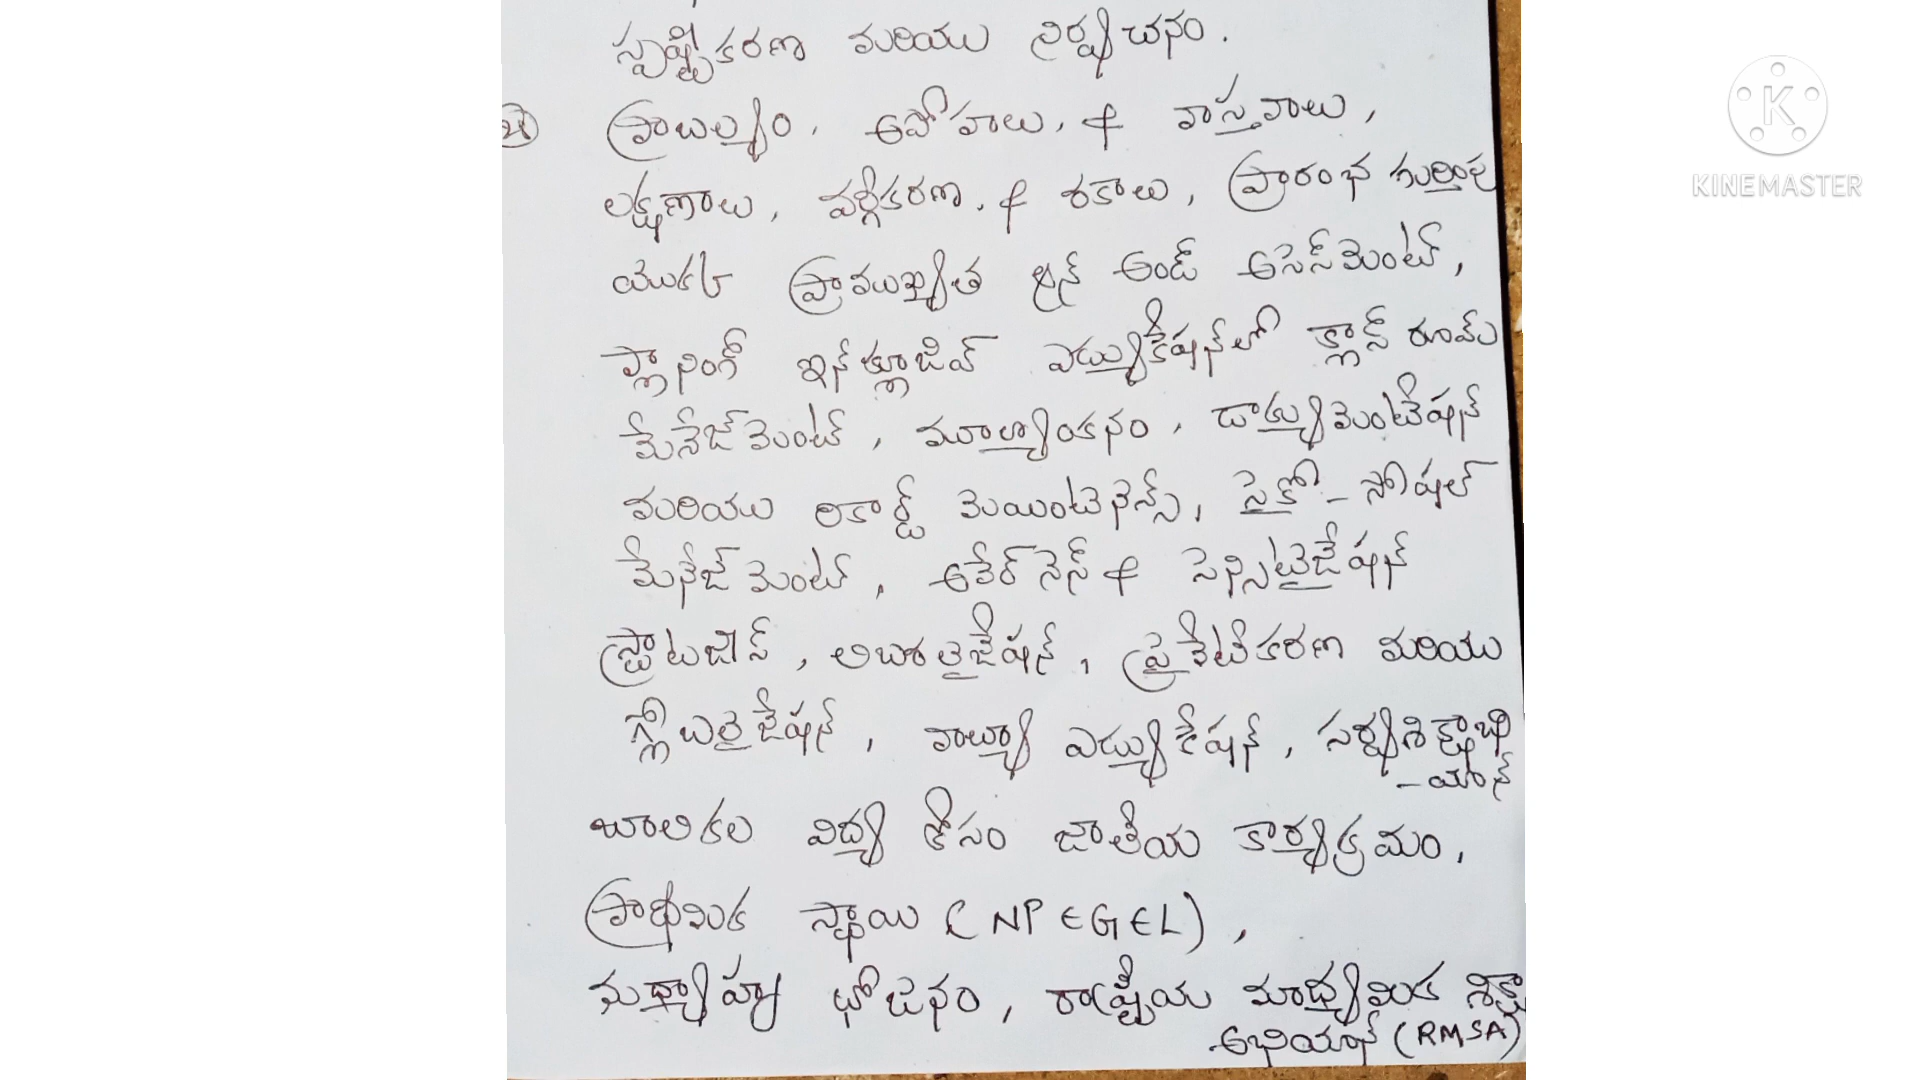 స్పష్టీకరణ మరియు నిర్వచనం.
ప్రాబల్యం, అపోహలు, & వాస్తవాలు,
లక్షణాలు, వర్గీకరణ, & రకాలు, ప్రారంభ గుర్తింపు
యొక్క ప్రాముఖ్యత అండ్ అసెస్‌మెంట్,
ప్లానింగ్ ఇన్‌క్లూజివ్ ఎడ్యుకేషన్‌లో క్లాస్ రూమ్
మేనేజ్‌మెంట్, మూల్యాంకనం, డాక్యుమెంటేషన్
మరియు రికార్డ్ మెయింటెనెన్స్, సైకో-సోషల్
మేనేజ్‌మెంట్, అవేర్‌నెస్ & సెన్సిటైజేషన్
స్ట్రాటజీస్, లిబరలైజేషన్, ప్రైవేటీకరణ మరియు
గ్లోబలైజేషన్, వాల్యూ ఎడ్యుకేషన్, సర్వశిక్షాభి
-యాన్
బాలికల విద్య కోసం జాతీయ కార్యక్రమం,
ప్రాథమిక స్థాయి (NPEGEL),
మధ్యాహ్న భోజనం, రాష్ట్రీయ మాధ్యమిక శిక్షా
అభియాన్ (RMSA)
KINEMASTER